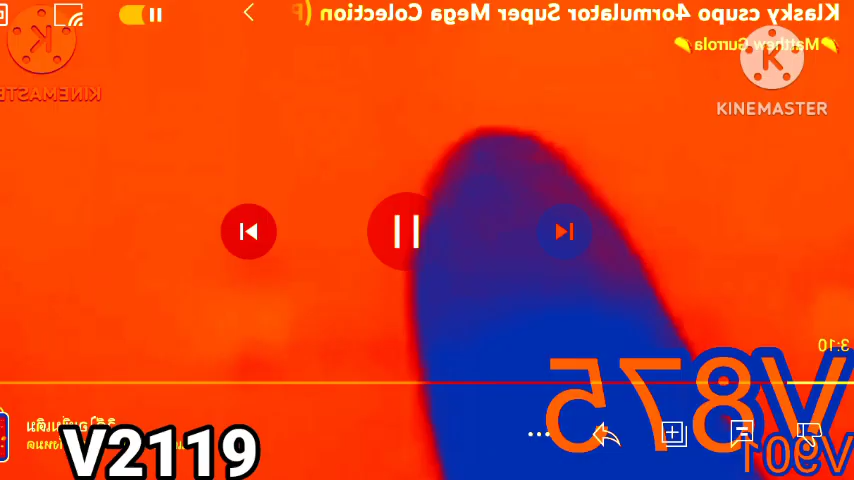 Klasky csupo 4ormulator Super Mega Colection (P
Matthew Gurrola
KINEMASTER
KINEMASTER
3:10
V875
V901
V2119